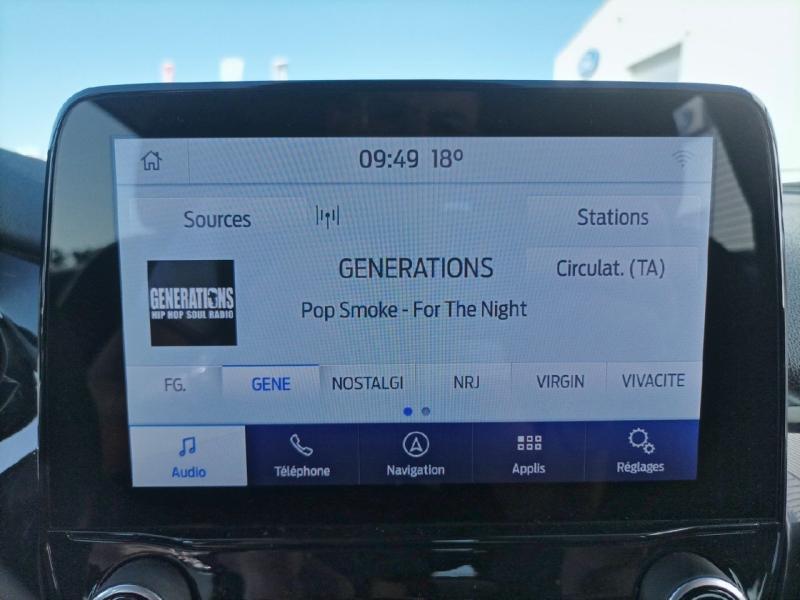 09:49 18º
Sources
Stations
GENERATIONS
Circulat. (TA)
GENERATIONS
HIP HOP SOUL RADIO
Pop Smoke - For The Night
FG. GENE NOSTALGI NRJ VIRGIN VIVACITE
Audio Téléphone Navigation Applis Réglages